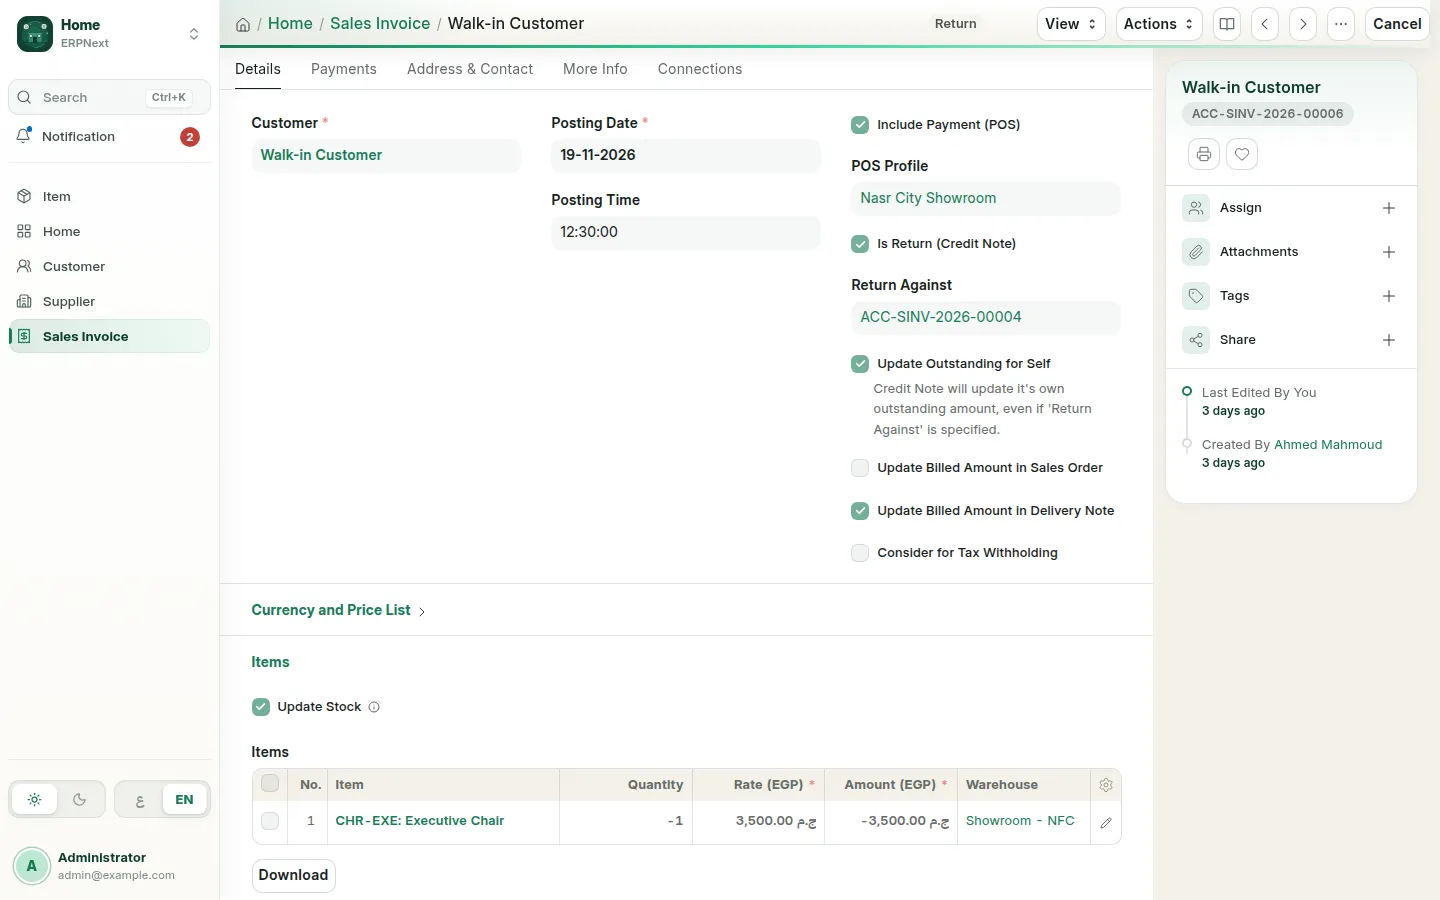 Home
ERPNext
Search
Ctrl+K
Notification
2
Item
Home
Customer
Supplier
Sales Invoice
ع
EN
A
Administrator
admin@example.com
/ Home / Sales Invoice / Walk-in Customer
Return
View
Actions
Cancel
Details
Payments
Address & Contact
More Info
Connections
Customer *
Walk-in Customer
Posting Date *
19-11-2026
Posting Time
12:30:00
Include Payment (POS)
POS Profile
Nasr City Showroom
Is Return (Credit Note)
Return Against
ACC-SINV-2026-00004
Update Outstanding for Self
Credit Note will update it's own
outstanding amount, even if 'Return
Against' is specified.
Update Billed Amount in Sales Order
Update Billed Amount in Delivery Note
Consider for Tax Withholding
Currency and Price List
Items
Update Stock
Items
No. Item Quantity Rate (EGP) * Amount (EGP) * Warehouse
1 CHR-EXE: Executive Chair -1 3,500.00 ج.م -3,500.00 ج.م Showroom - NFC
Download
Walk-in Customer
ACC-SINV-2026-00006
Assign
Attachments
Tags
Share
Last Edited By You
3 days ago
Created By Ahmed Mahmoud
3 days ago